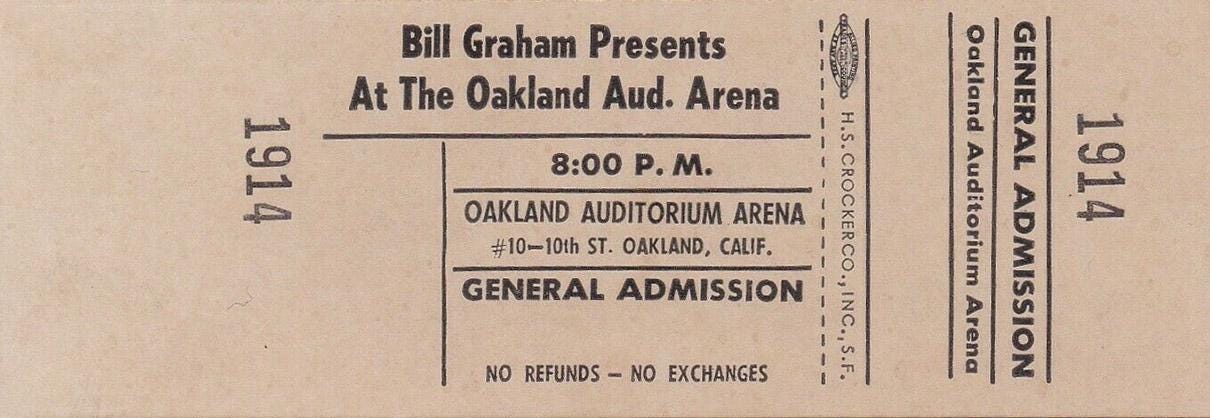 1914
Bill Graham Presents
At The Oakland Aud. Arena
8:00 P. M.
OAKLAND AUDITORIUM ARENA
#10—10th ST. OAKLAND, CALIF.
GENERAL ADMISSION
NO REFUNDS – NO EXCHANGES
H.S. CROCKER CO., INC., S.F.
Oakland Auditorium Arena
GENERAL ADMISSION
1914